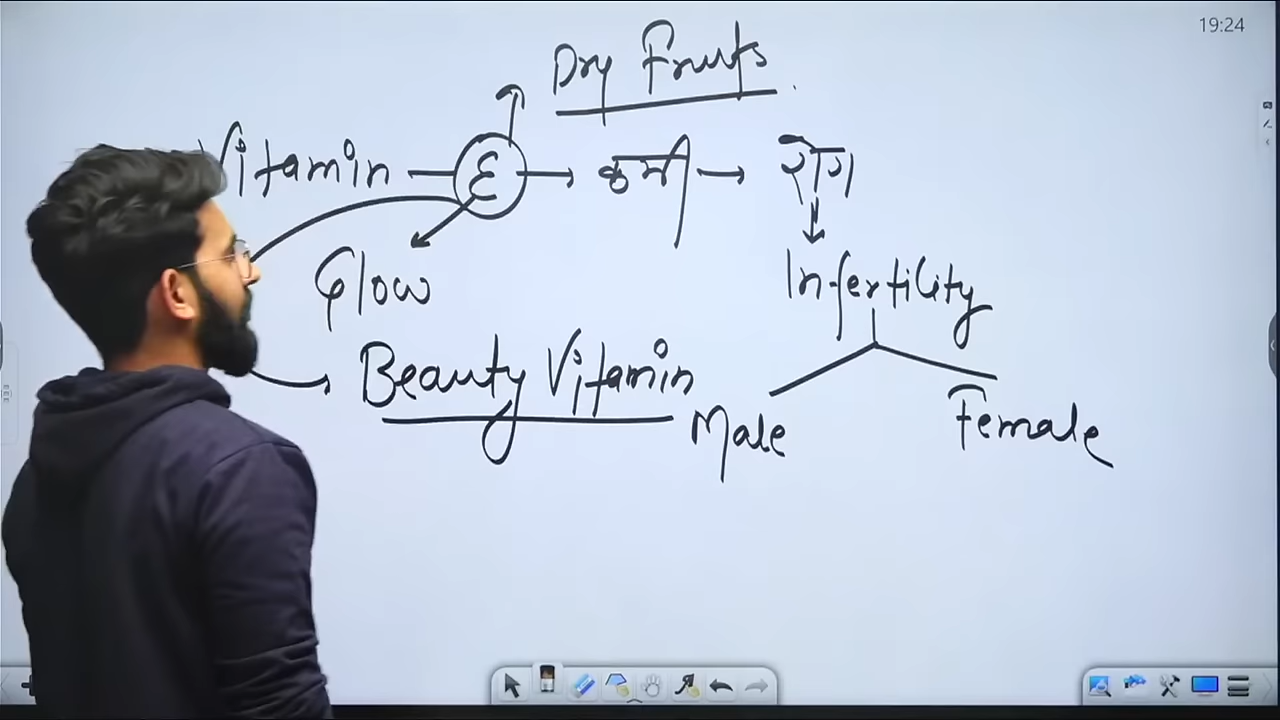 19:24
Dry Fruits
Vitamin E कमी रोग
Glow
Infertility
Beauty Vitamin
Male
Female